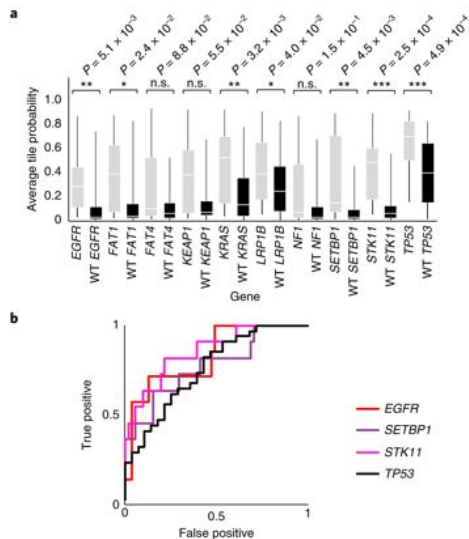 a
P = 5.1 × 10⁻³
P = 2.4 × 10⁻²
P = 8.8 × 10⁻²
P = 5.5 × 10⁻²
P = 3.2 × 10⁻³
P = 4.0 × 10⁻²
P = 1.5 × 10⁻¹
P = 4.5 × 10⁻³
P = 2.5 × 10⁻⁴
P = 4.9 × 10⁻
** * n.s. n.s. ** * n.s. ** *** ***
Average tile probability
1.0
0.8
0.6
0.4
0.2
0
EGFR
WT EGFR
FAT1
WT FAT1
FAT4
WT FAT4
KEAP1
WT KEAP1
KRAS
WT KRAS
LRP1B
WT LRP1B
NF1
WT NF1
SETBP1
WT SETBP1
STK11
WT STK11
TP53
WT TP53
Gene
b
True positive
1
0.5
0
0
0.5
1
False positive
EGFR
SETBP1
STK11
TP53